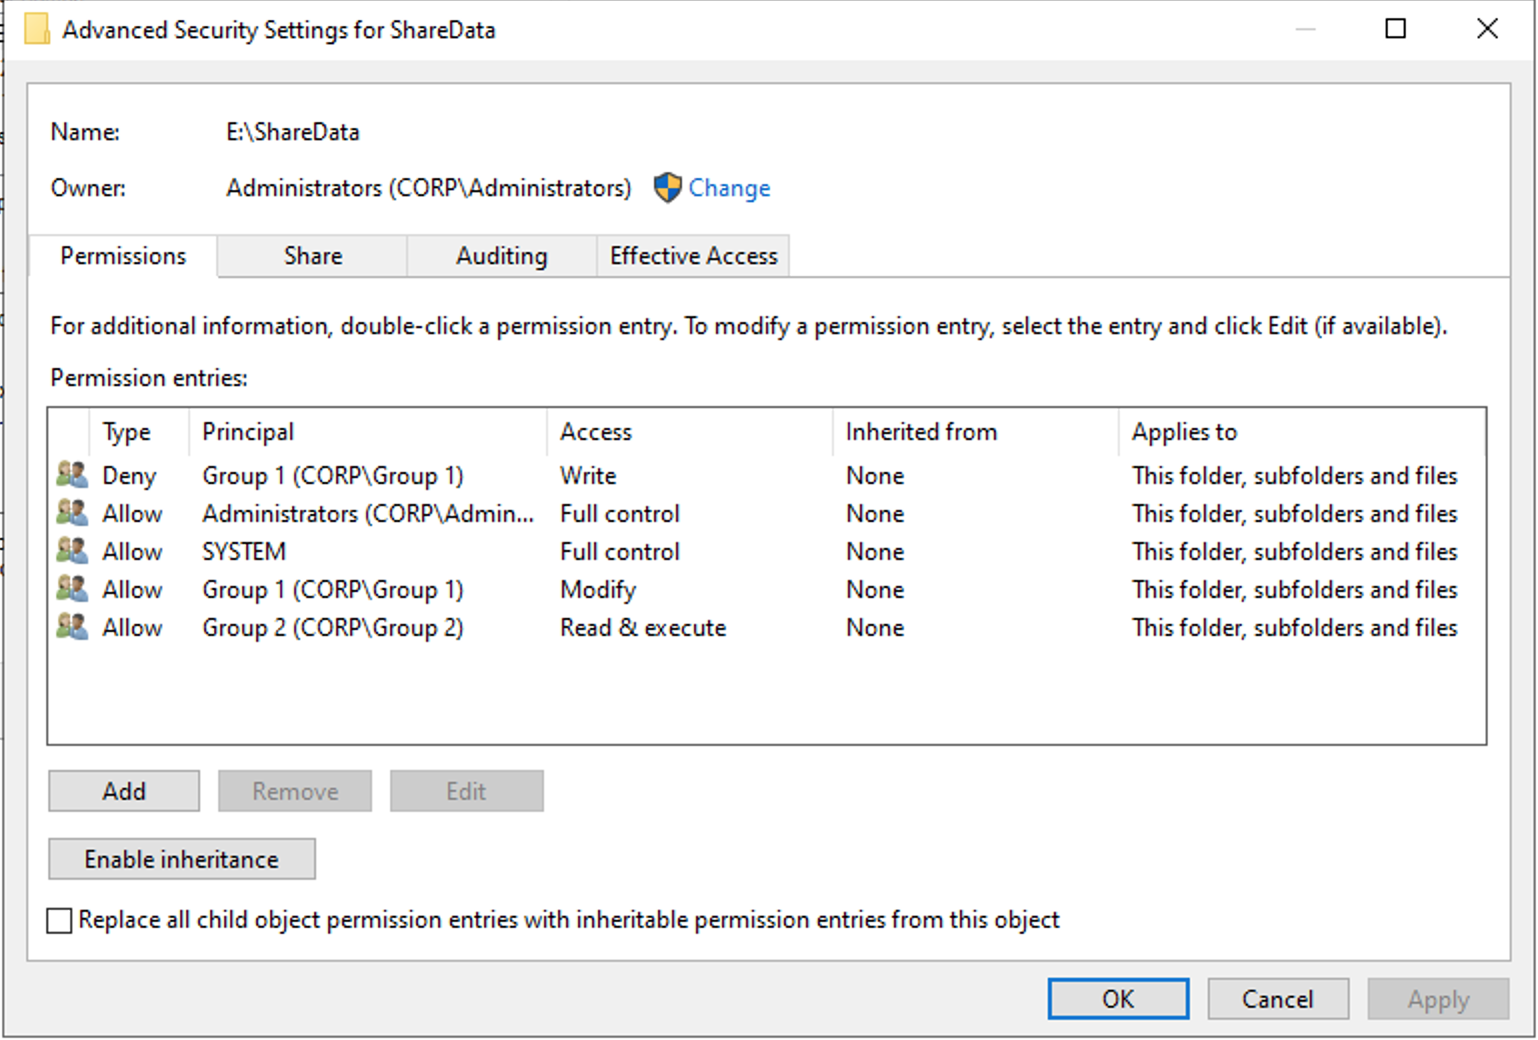 Advanced Security Settings for ShareData
Name: E:\ShareData
Owner: Administrators (CORP\Administrators) Change
Permissions Share Auditing Effective Access
For additional information, double-click a permission entry. To modify a permission entry, select the entry and click Edit (if available).
Permission entries:
Type Principal Access Inherited from Applies to
Deny Group 1 (CORP\Group 1) Write None This folder, subfolders and files
Allow Administrators (CORP\Admin... Full control None This folder, subfolders and files
Allow SYSTEM Full control None This folder, subfolders and files
Allow Group 1 (CORP\Group 1) Modify None This folder, subfolders and files
Allow Group 2 (CORP\Group 2) Read & execute None This folder, subfolders and files
Add Remove Edit
Enable inheritance
Replace all child object permission entries with inheritable permission entries from this object
OK Cancel Apply